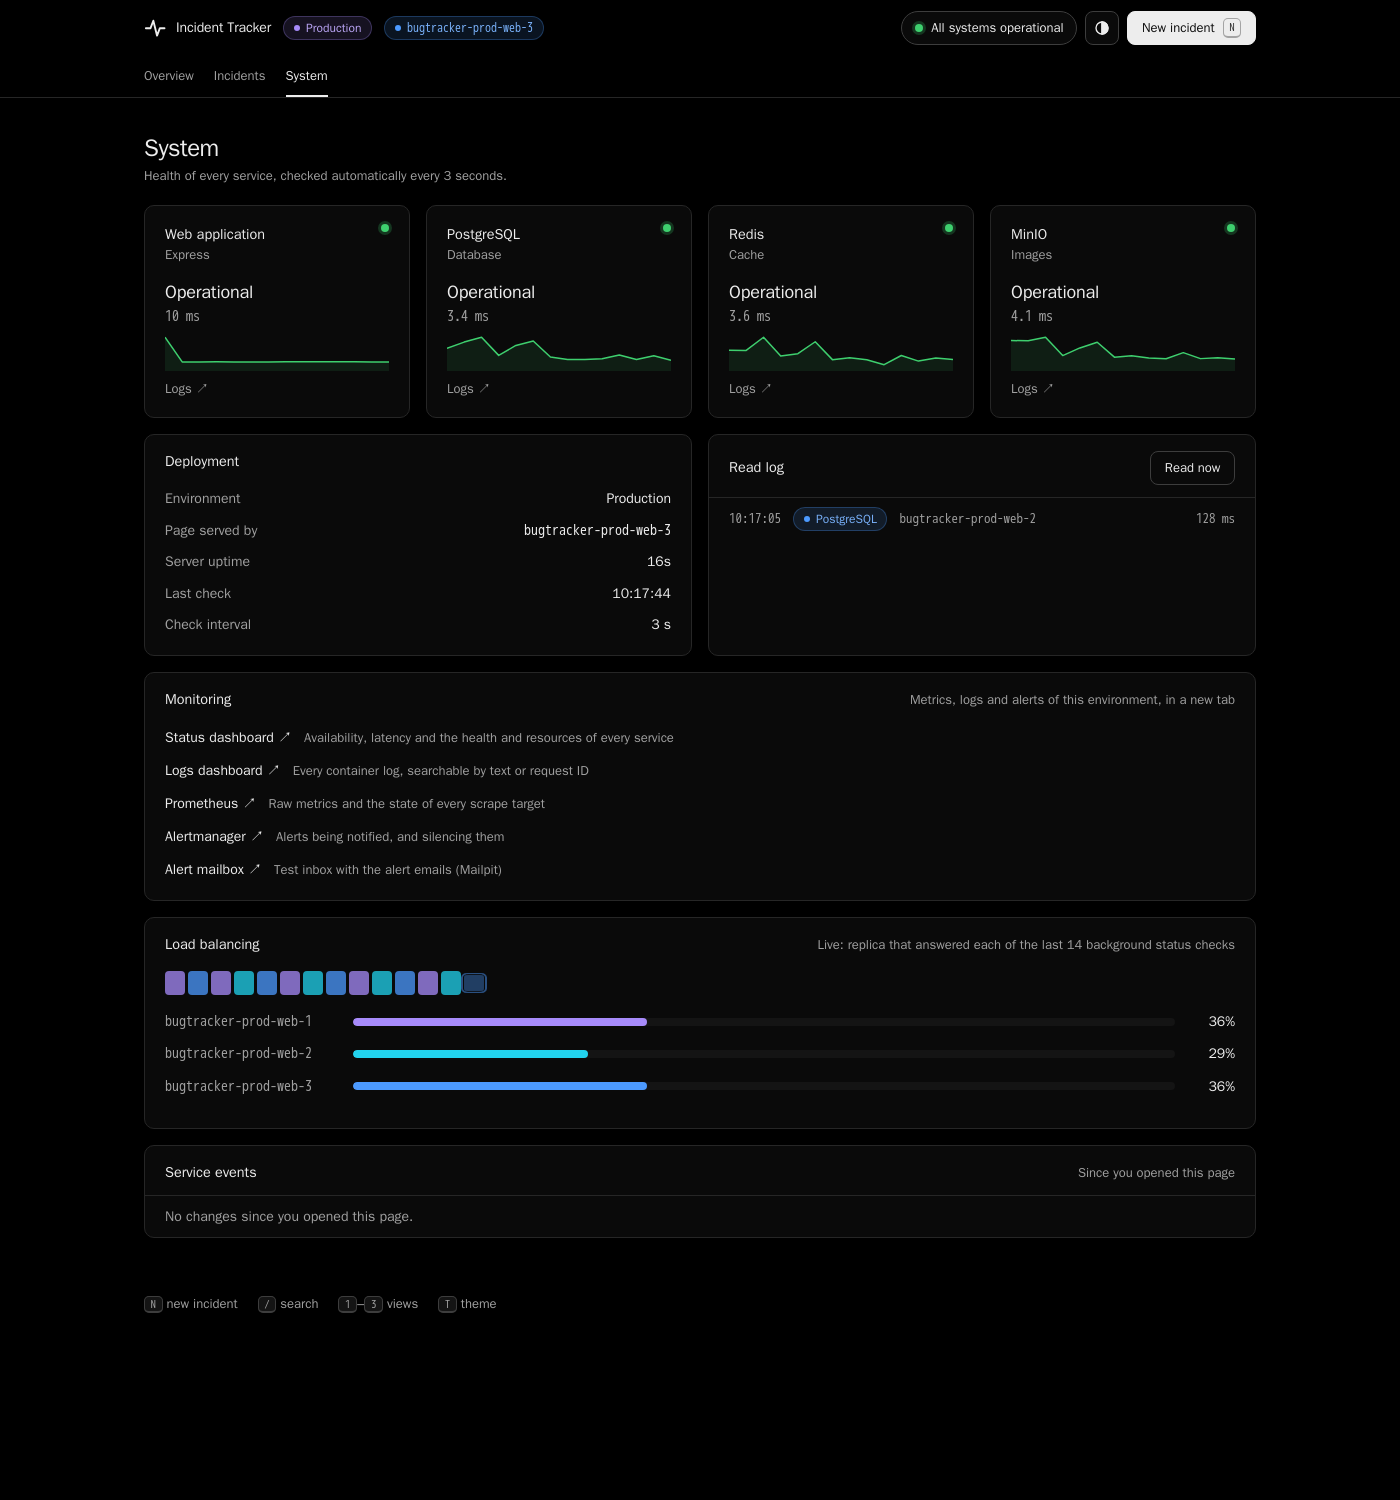 Incident Tracker Production bugtracker-prod-web-3 All systems operational New incident N
Overview Incidents System
System
Health of every service, checked automatically every 3 seconds.
Web application
Express
Operational
10 ms
Logs ↗
PostgreSQL
Database
Operational
3.4 ms
Logs ↗
Redis
Cache
Operational
3.6 ms
Logs ↗
MinIO
Images
Operational
4.1 ms
Logs ↗
Deployment
Environment Production
Page served by bugtracker-prod-web-3
Server uptime 16s
Last check 10:17:44
Check interval 3 s
Read log Read now
10:17:05 PostgreSQL bugtracker-prod-web-2 128 ms
Monitoring Metrics, logs and alerts of this environment, in a new tab
Status dashboard ↗ Availability, latency and the health and resources of every service
Logs dashboard ↗ Every container log, searchable by text or request ID
Prometheus ↗ Raw metrics and the state of every scrape target
Alertmanager ↗ Alerts being notified, and silencing them
Alert mailbox ↗ Test inbox with the alert emails (Mailpit)
Load balancing Live: replica that answered each of the last 14 background status checks
bugtracker-prod-web-1 36%
bugtracker-prod-web-2 29%
bugtracker-prod-web-3 36%
Service events Since you opened this page
No changes since you opened this page.
N new incident / search 1–3 views T theme